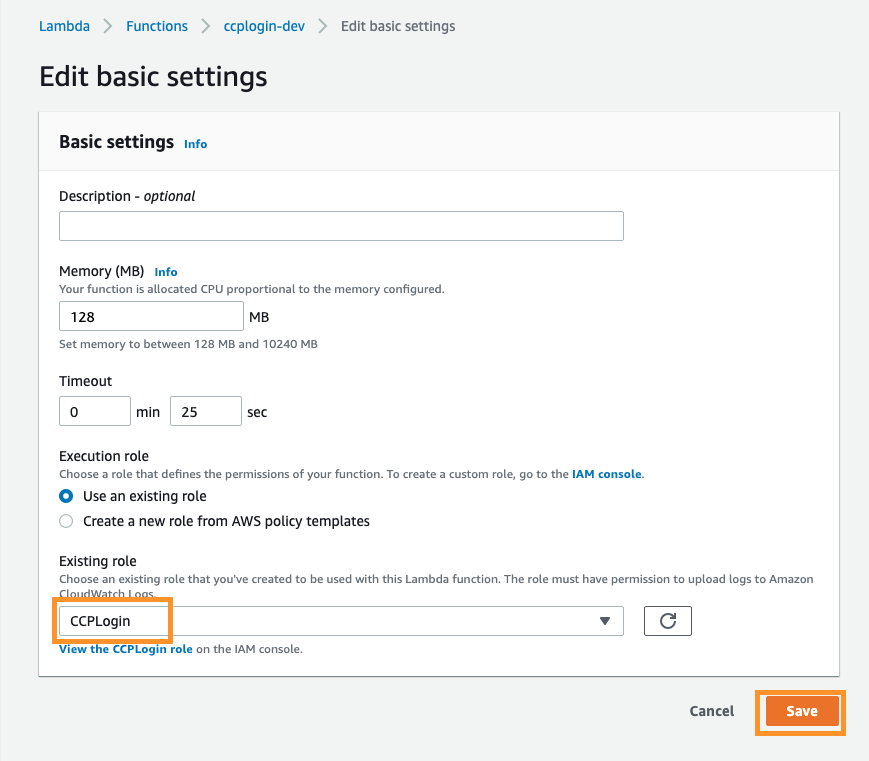 Lambda > Functions > ccplogin-dev > Edit basic settings
Edit basic settings
Basic settings Info
Description - optional
Memory (MB) Info
Your function is allocated CPU proportional to the memory configured.
128 MB
Set memory to between 128 MB and 10240 MB
Timeout
0 min 25 sec
Execution role
Choose a role that defines the permissions of your function. To create a custom role, go to the IAM console.
Use an existing role
Create a new role from AWS policy templates
Existing role
Choose an existing role that you've created to be used with this Lambda function. The role must have permission to upload logs to Amazon
CloudWatch Logs.
CCPLogin
View the CCPLogin role on the IAM console.
Cancel Save